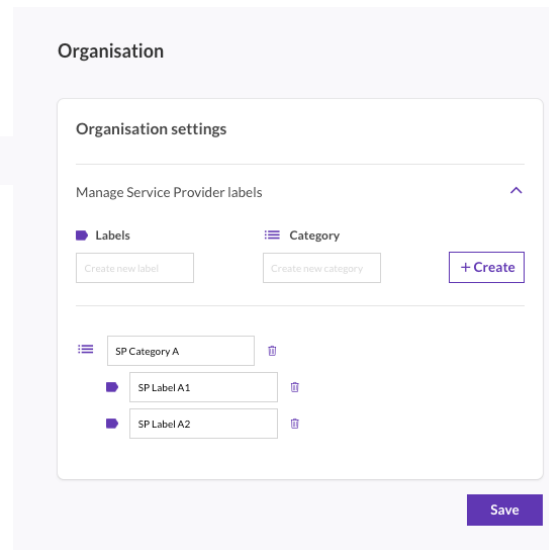 Organisation
Organisation settings
Manage Service Provider labels
Labels
Category
Create new label
Create new category
+ Create
SP Category A
SP Label A1
SP Label A2
Save